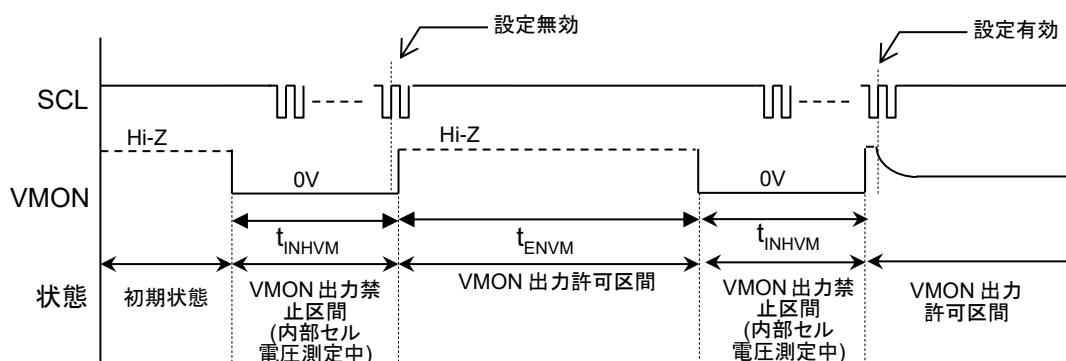 設定無効
設定有効
SCL
Hi-Z
Hi-Z
VMON
0V
0V
tINHVM
tENVM
tINHVM
状態
初期状態
VMON 出力禁
止区間
(内部セル
電圧測定中)
VMON 出力許可区間
VMON 出力禁
止区間
(内部セル
電圧測定中)
VMON 出力
許可区間